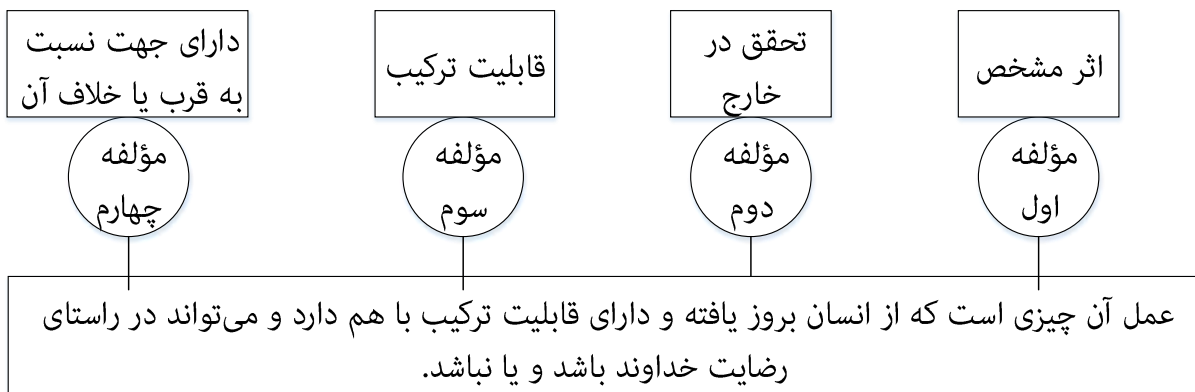 اثر مشخص
مؤلفه
اول
تحقق در
خارج
مؤلفه
دوم
قابلیت ترکیب
مؤلفه
سوم
دارای جهت نسبت
به قرب یا خلاف آن
مؤلفه
چهارم
عمل آن چیزی است که از انسان بروز یافته و دارای قابلیت ترکیب با هم دارد و می‌تواند در راستای
رضایت خداوند باشد و یا نباشد.